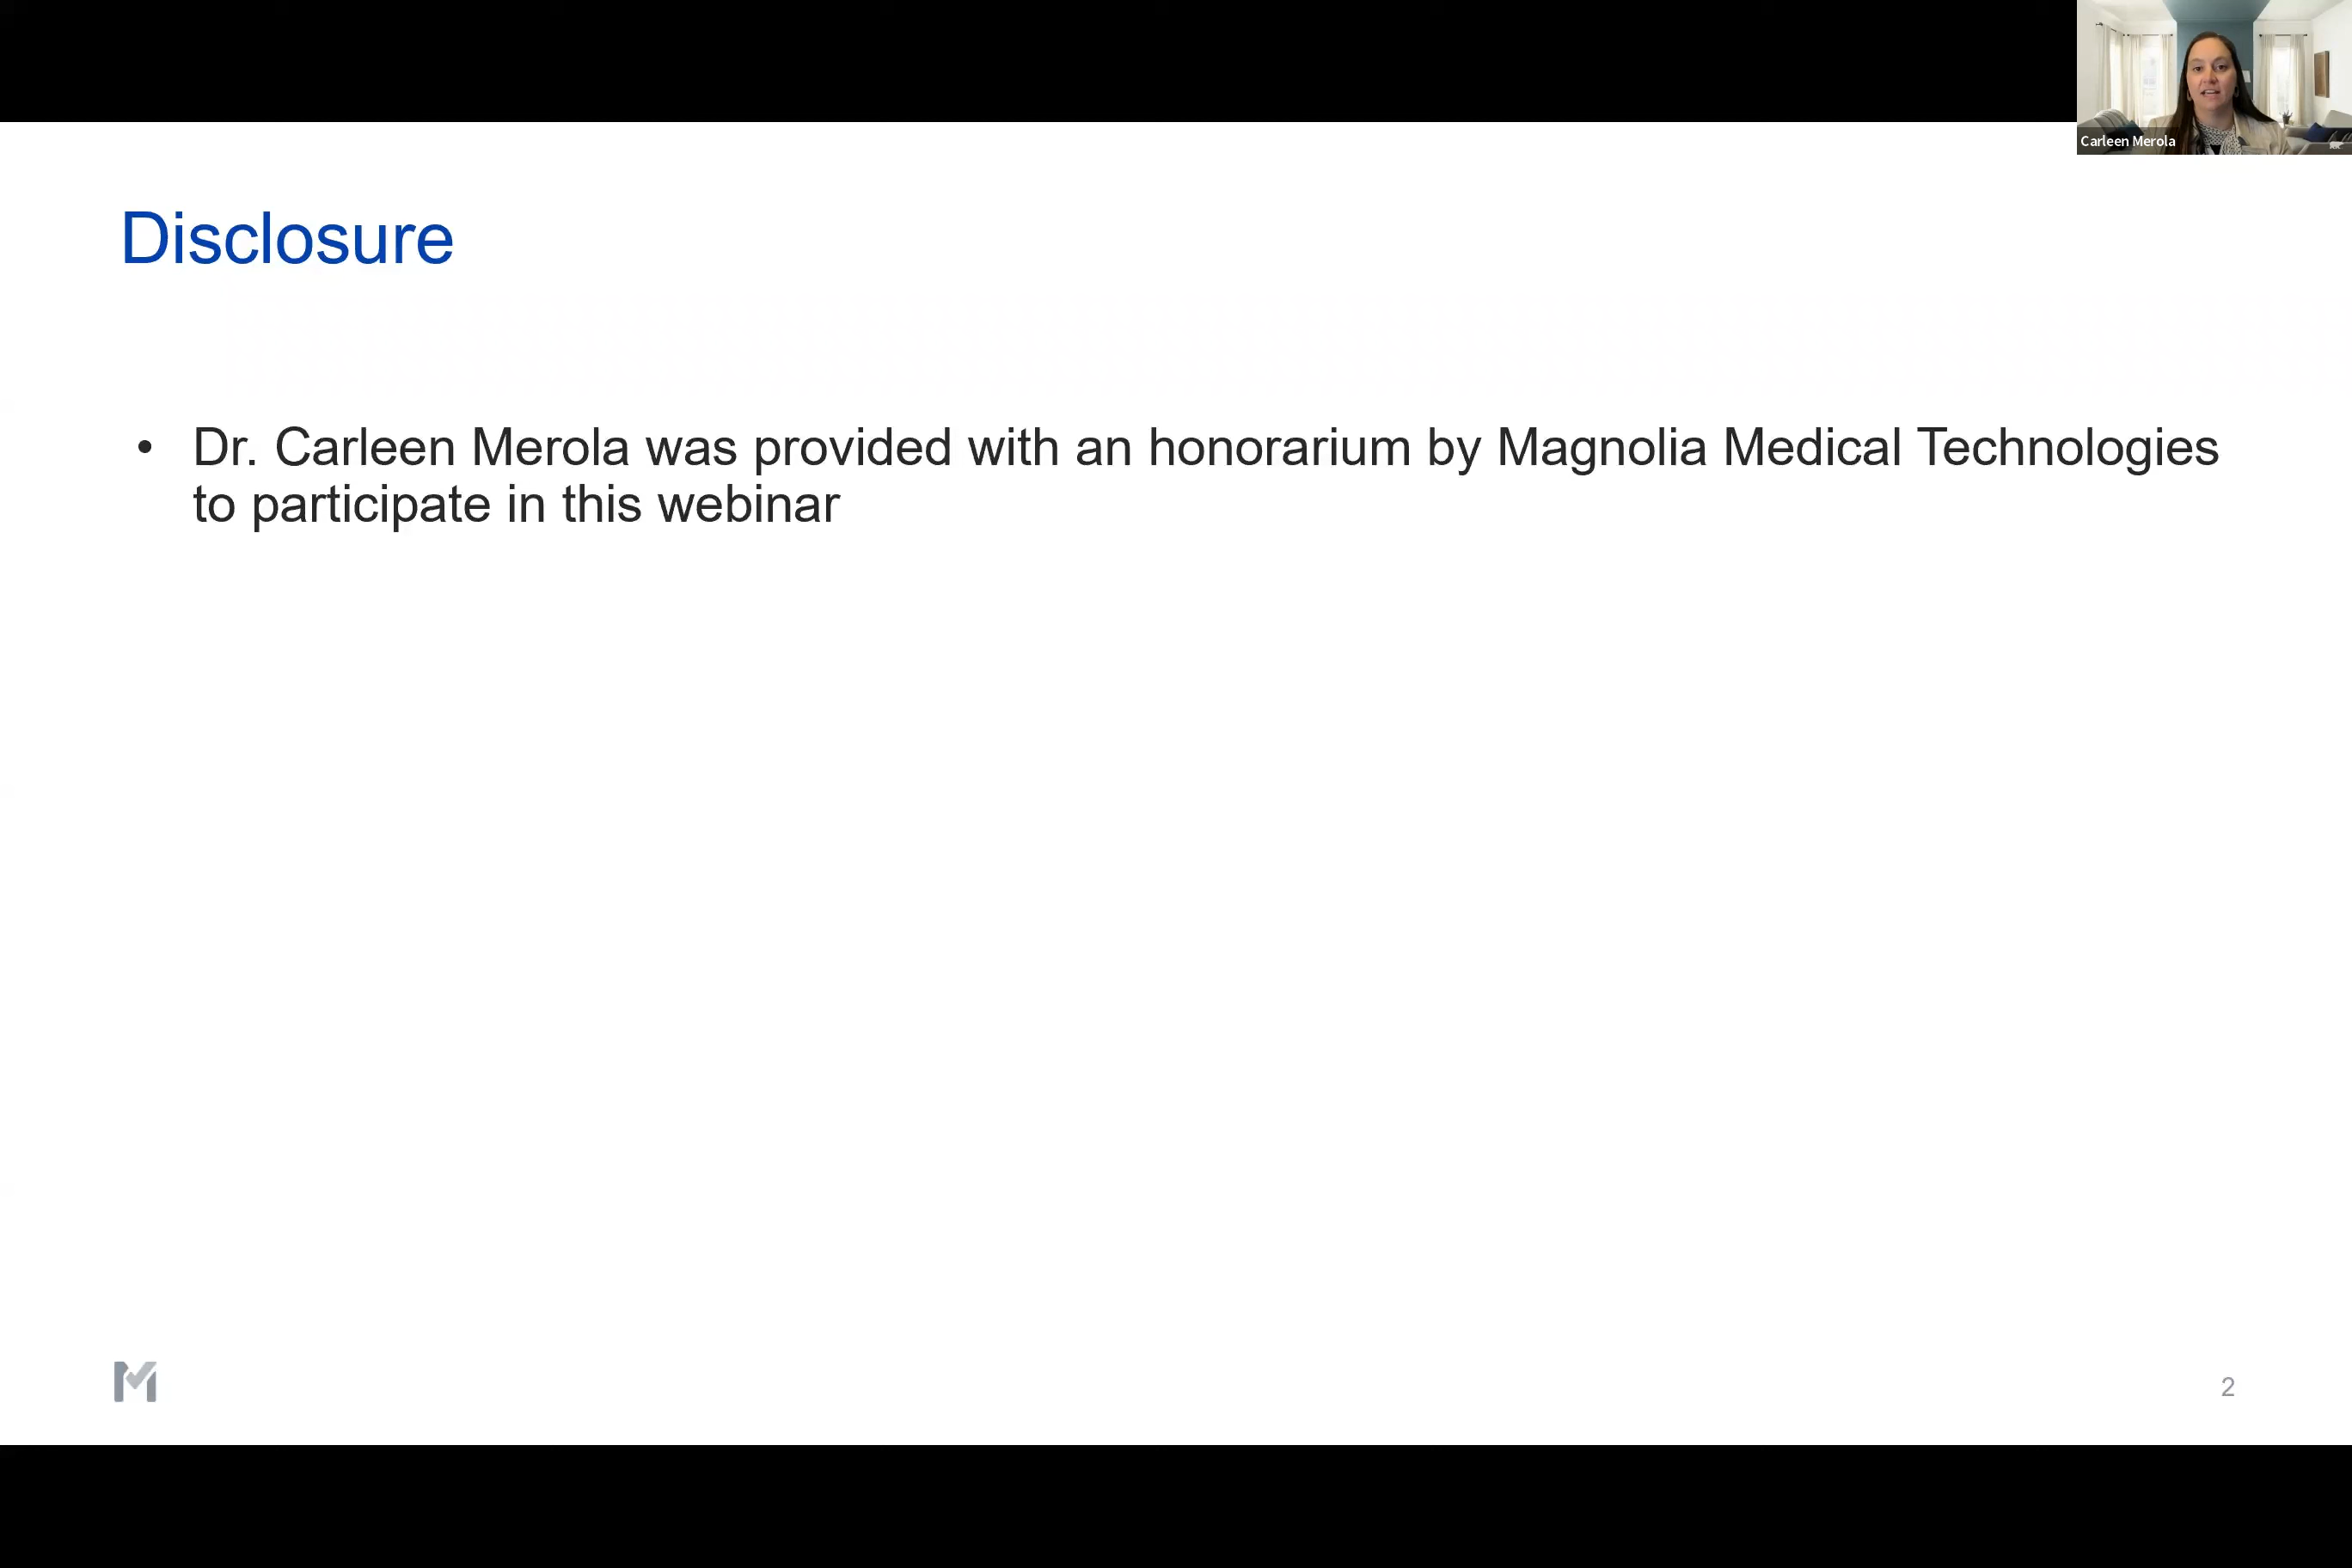 Carleen Merola
Disclosure
• Dr. Carleen Merola was provided with an honorarium by Magnolia Medical Technologies
to participate in this webinar
2